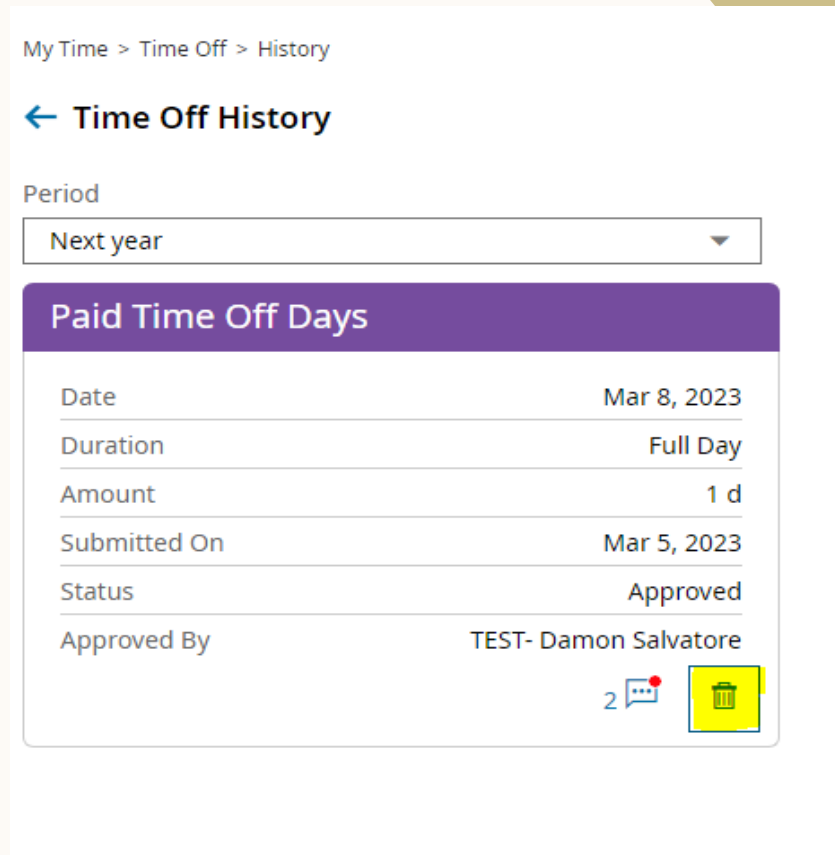 My Time > Time Off > History
← Time Off History
Period
Next year
Paid Time Off Days
Date Mar 8, 2023
Duration Full Day
Amount 1 d
Submitted On Mar 5, 2023
Status Approved
Approved By TEST- Damon Salvatore
2